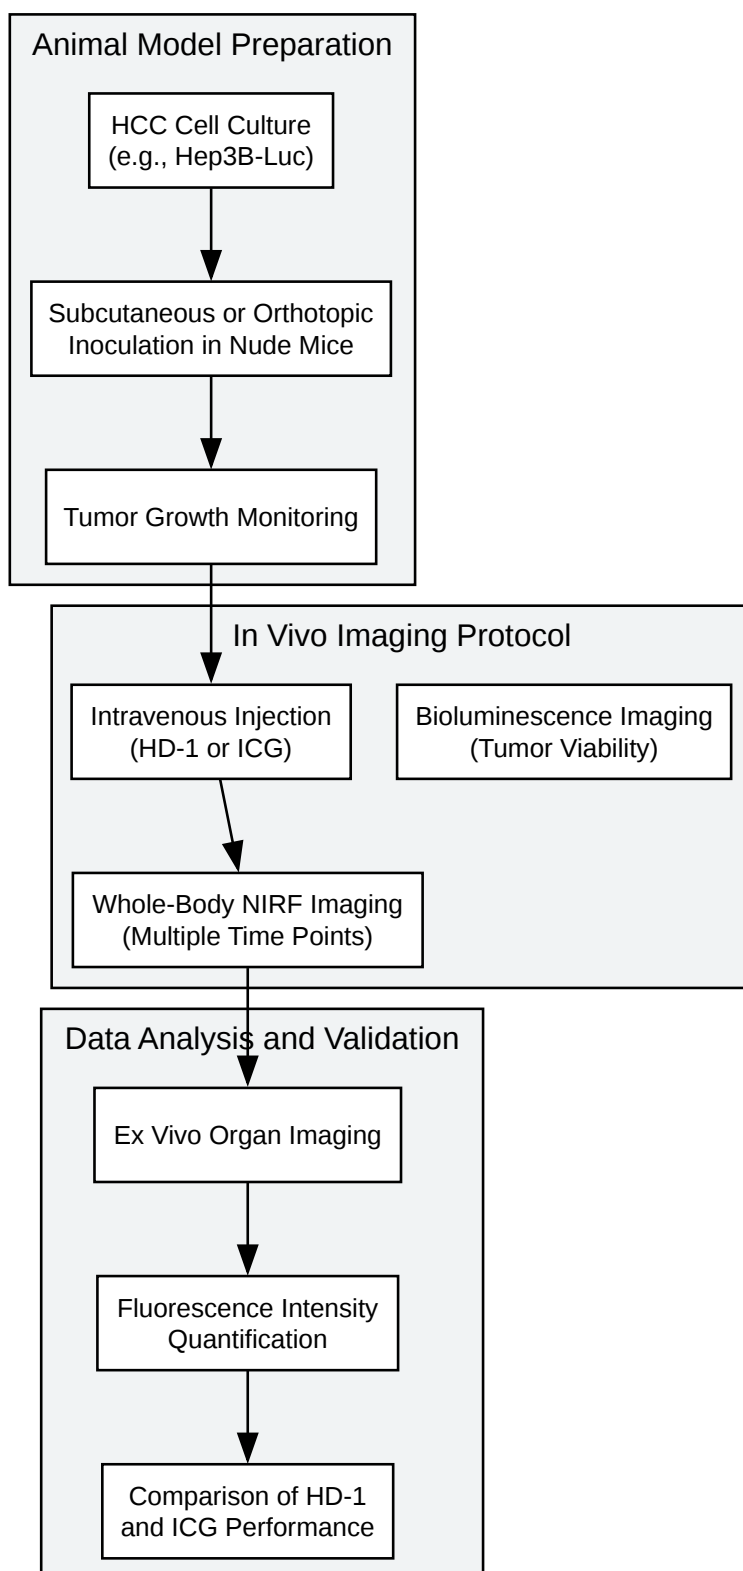 Animal Model Preparation
HCC Cell Culture
(e.g., Hep3B-Luc)
Subcutaneous or Orthotopic
Inoculation in Nude Mice
Tumor Growth Monitoring
In Vivo Imaging Protocol
Intravenous Injection
(HD-1 or ICG)
Bioluminescence Imaging
(Tumor Viability)
Whole-Body NIRF Imaging
(Multiple Time Points)
Data Analysis and Validation
Ex Vivo Organ Imaging
Fluorescence Intensity
Quantification
Comparison of HD-1
and ICG Performance